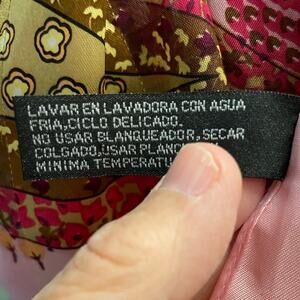 LAVAR EN LAVADORA CON AGUA
FRIA,CICLO DELICADO.
NO USAR BLANQUEADOR,SECAR
COLGADO,USAR
MINIMA